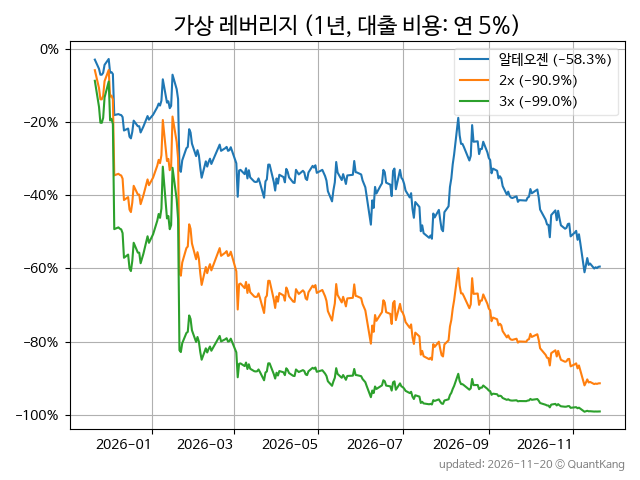 가상 레버리지 (1년, 대출 비용: 연 5%)
알테오젠 (-58.3%)
2x (-90.9%)
3x (-99.0%)
0%
-20%
-40%
-60%
-80%
-100%
2026-01 2026-03 2026-05 2026-07 2026-09 2026-11
updated: 2026-11-20 © QuantKang